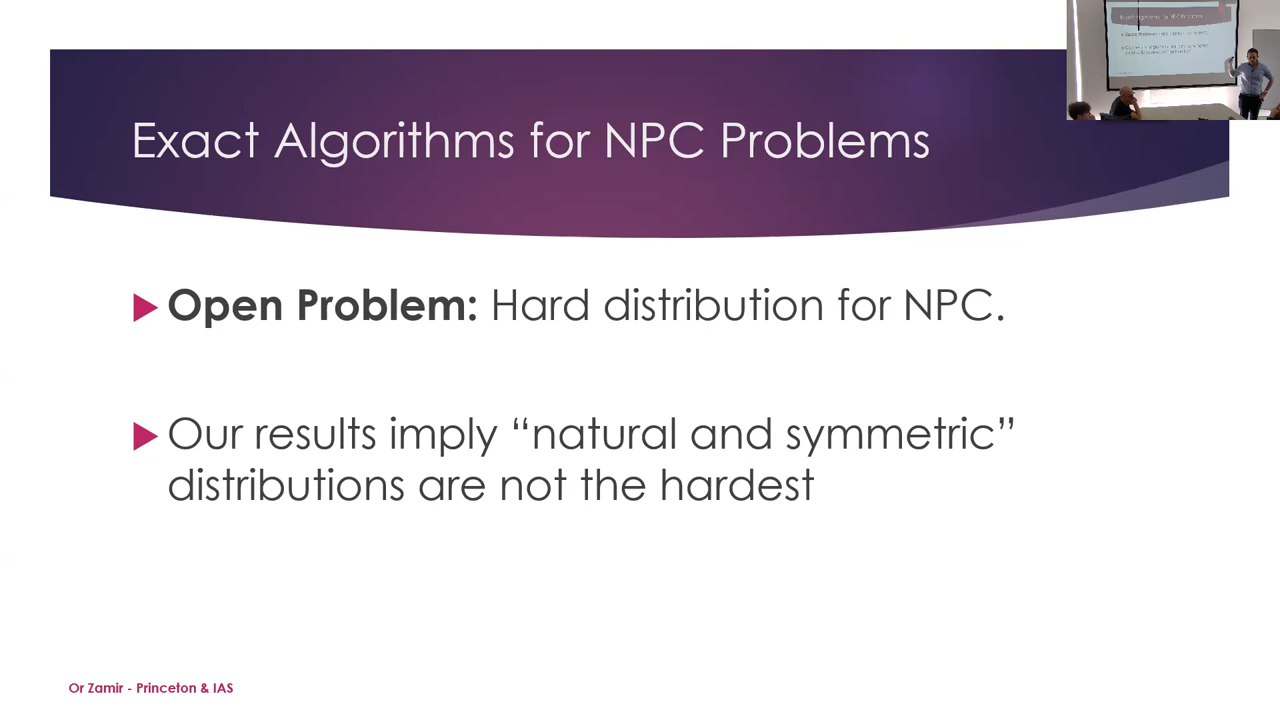 Exact Algorithms for NPC Problems
Open Problem: Hard distribution for NPC.
Our results imply “natural and symmetric”
distributions are not the hardest
Or Zamir - Princeton & IAS